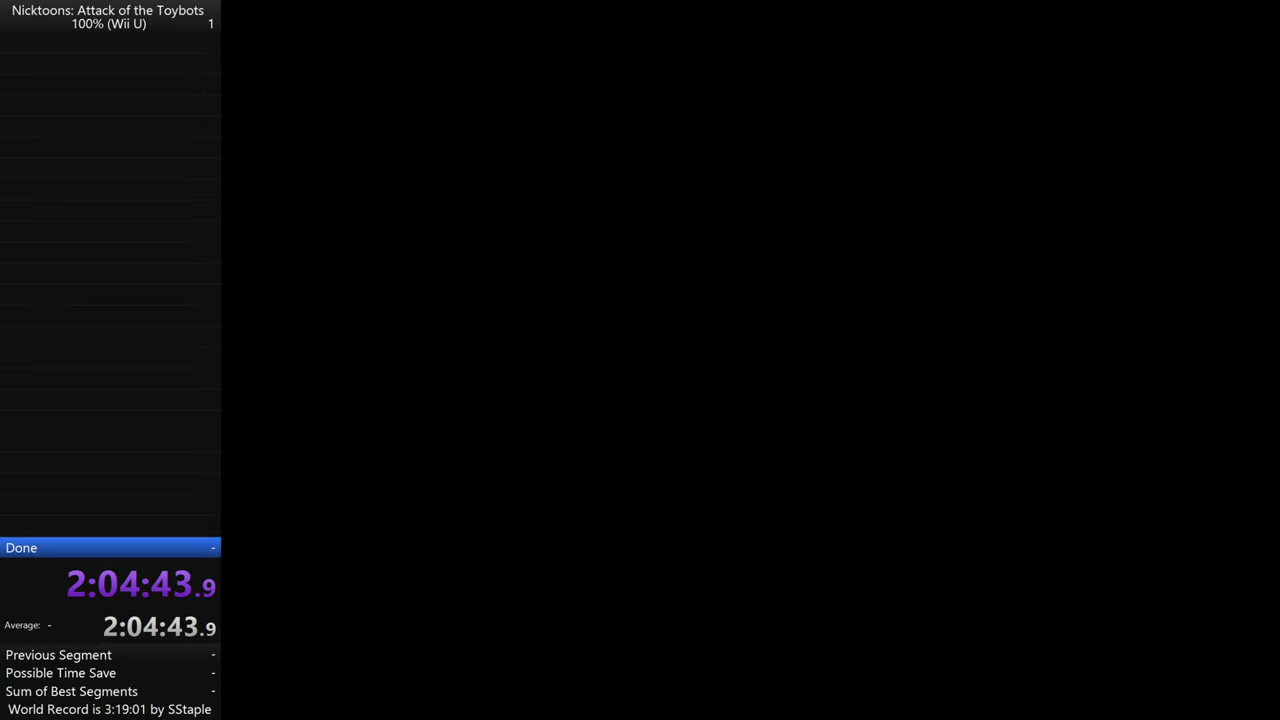 Nicktoons: Attack of the Toybots
100% (Wii U) 1
Done -
2:04:43.9
Average: - 2:04:43.9
Previous Segment -
Possible Time Save -
Sum of Best Segments -
World Record is 3:19:01 by SStaple